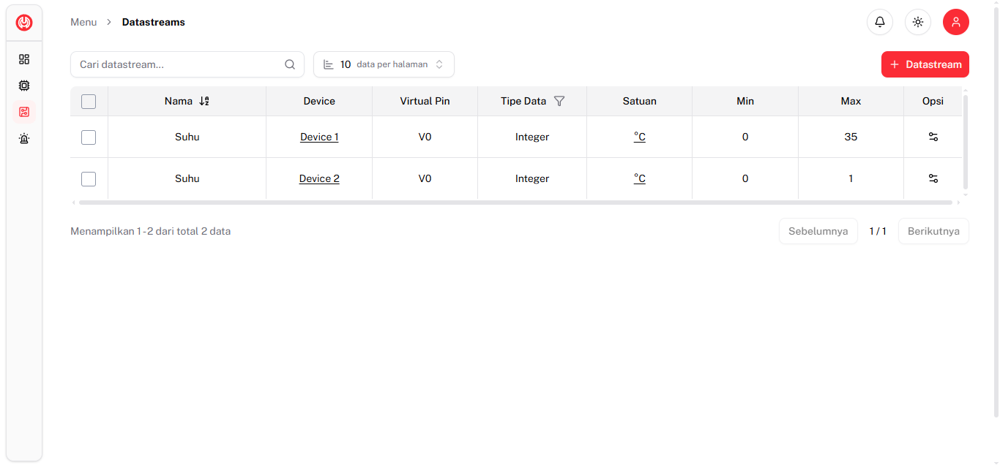 Menu > Datastreams
Cari datastream... 10 data per halaman + Datastream
Nama Device Virtual Pin Tipe Data Satuan Min Max Opsi
Suhu Device 1 V0 Integer °C 0 35
Suhu Device 2 V0 Integer °C 0 1
Menampilkan 1 - 2 dari total 2 data Sebelumnya 1 / 1 Berikutnya